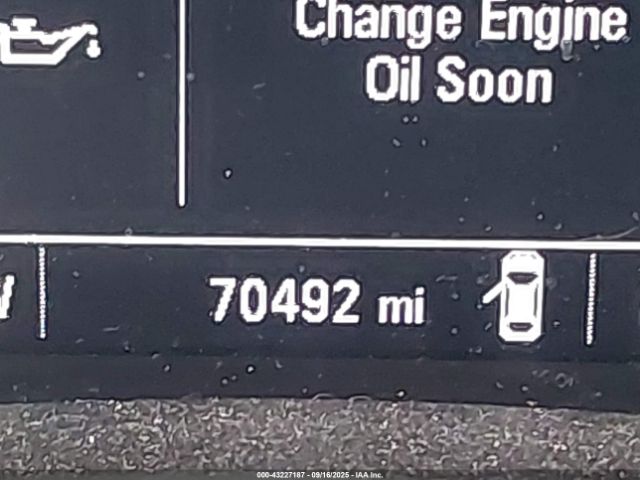 Change Engine
Oil Soon
70492 mi
000-43227187 - 09/16/2025 - IAA Inc.